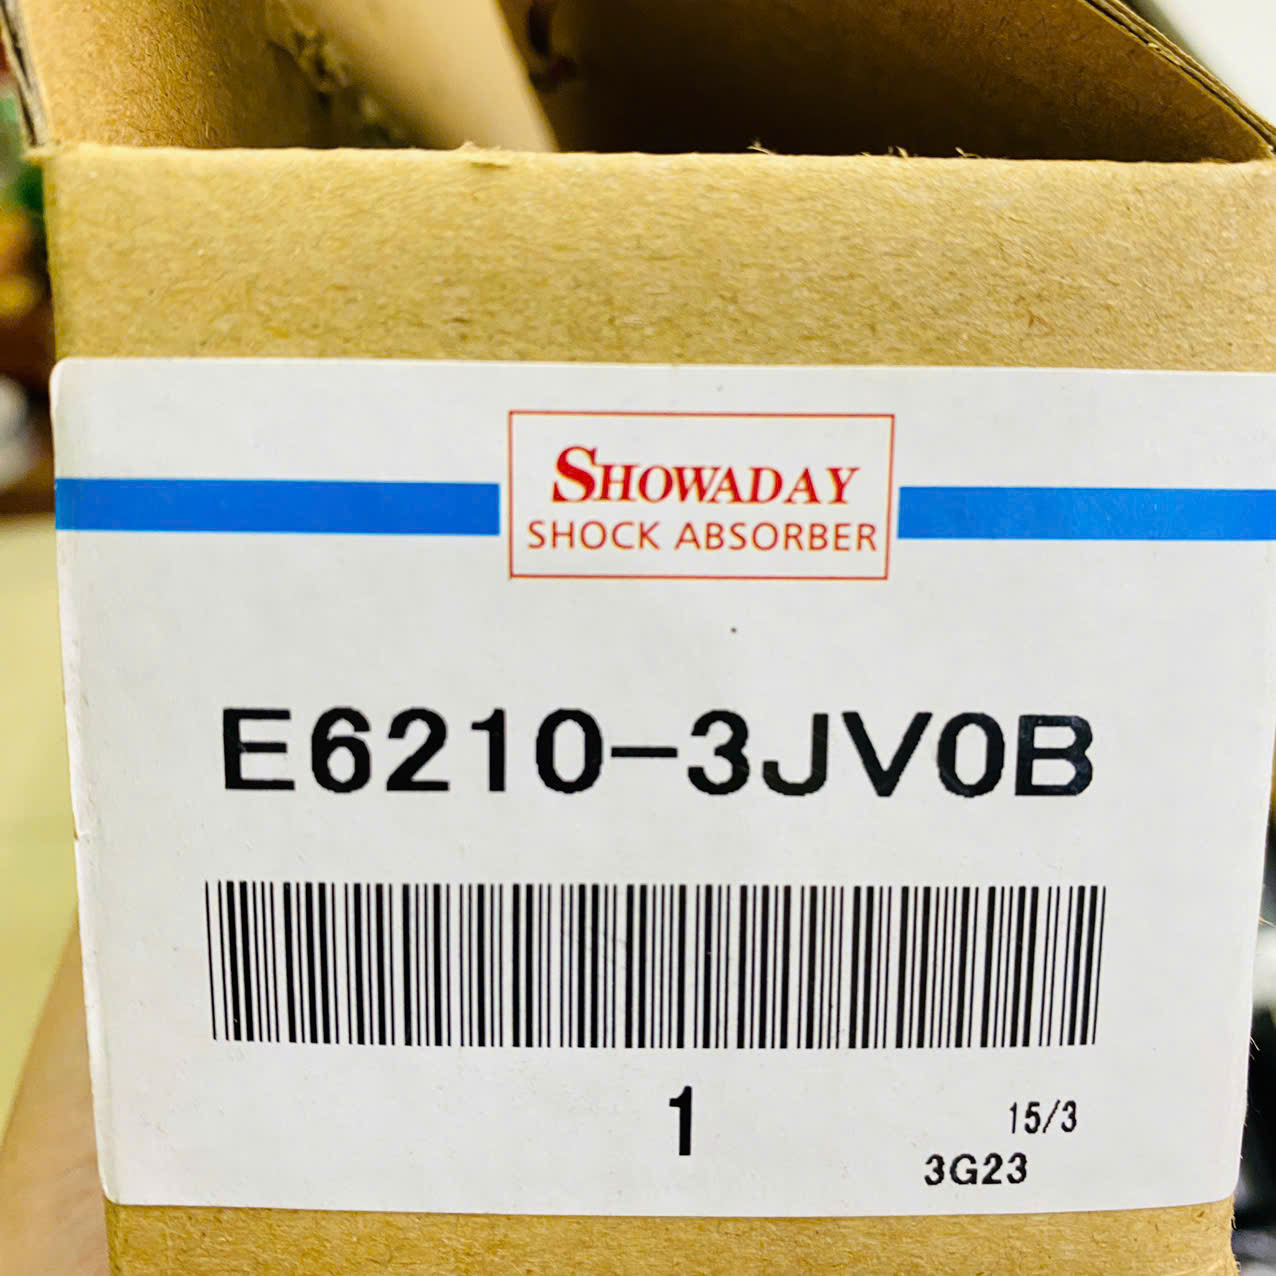 SHOWADAY
SHOCK ABSORBER
E6210-3JV0B
1
15/3
3G23